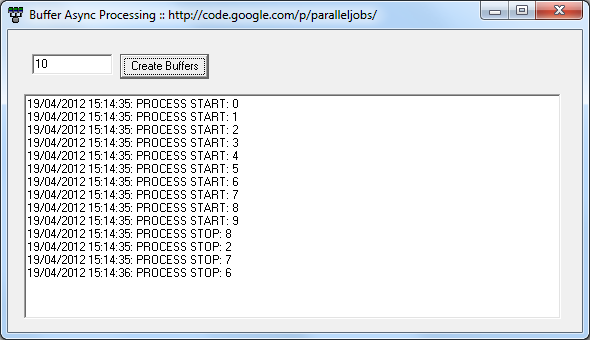 Buffer Async Processing :: http://code.google.com/p/paralleljobs/
10
Create Buffers
19/04/2012 15:14:35: PROCESS START: 0
19/04/2012 15:14:35: PROCESS START: 1
19/04/2012 15:14:35: PROCESS START: 2
19/04/2012 15:14:35: PROCESS START: 3
19/04/2012 15:14:35: PROCESS START: 4
19/04/2012 15:14:35: PROCESS START: 5
19/04/2012 15:14:35: PROCESS START: 6
19/04/2012 15:14:35: PROCESS START: 7
19/04/2012 15:14:35: PROCESS START: 8
19/04/2012 15:14:35: PROCESS START: 9
19/04/2012 15:14:35: PROCESS STOP: 8
19/04/2012 15:14:35: PROCESS STOP: 2
19/04/2012 15:14:35: PROCESS STOP: 7
19/04/2012 15:14:36: PROCESS STOP: 6